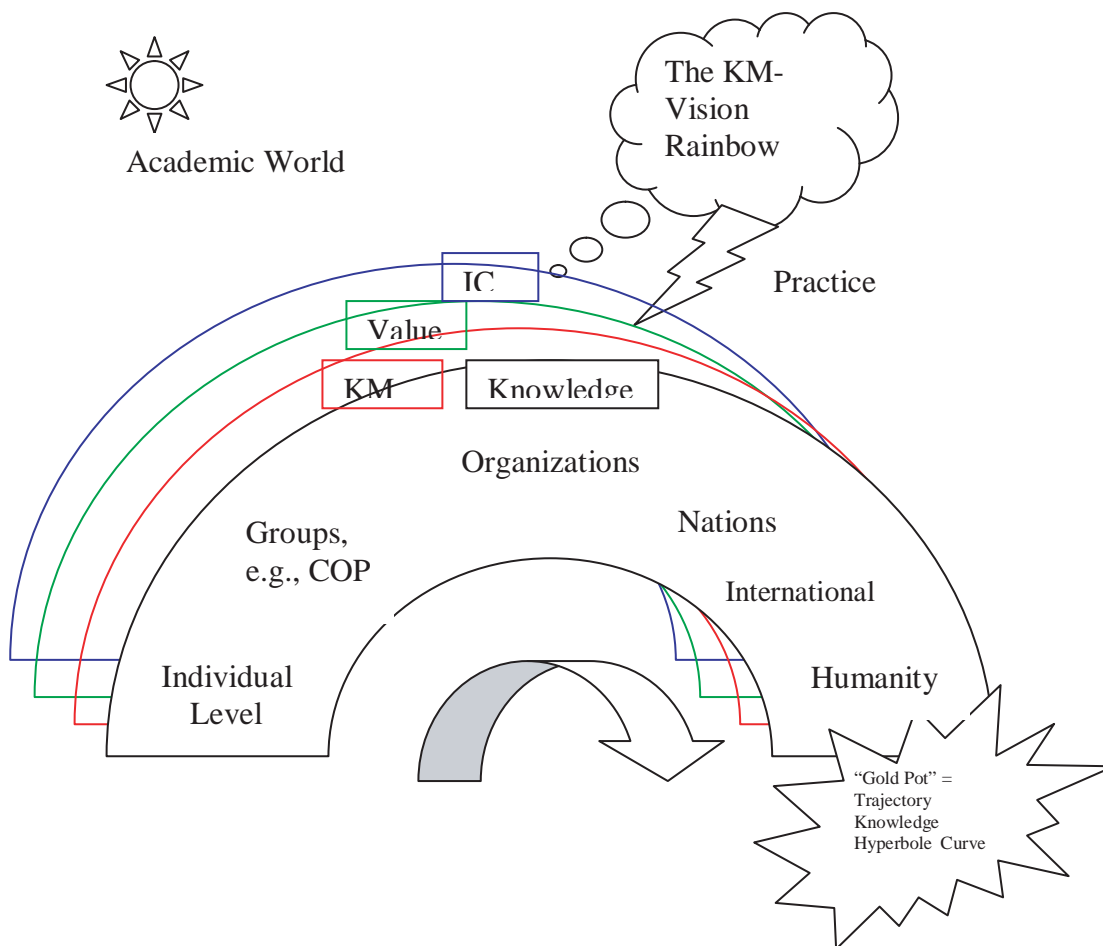 The KM-
Vision
Rainbow
Academic World
Practice
IC
Value
KM
Knowledge
Organizations
Groups,
e.g., COP
Nations
International
Individual
Level
Humanity
“Gold Pot” =
Trajectory
Knowledge
Hyperbole Curve